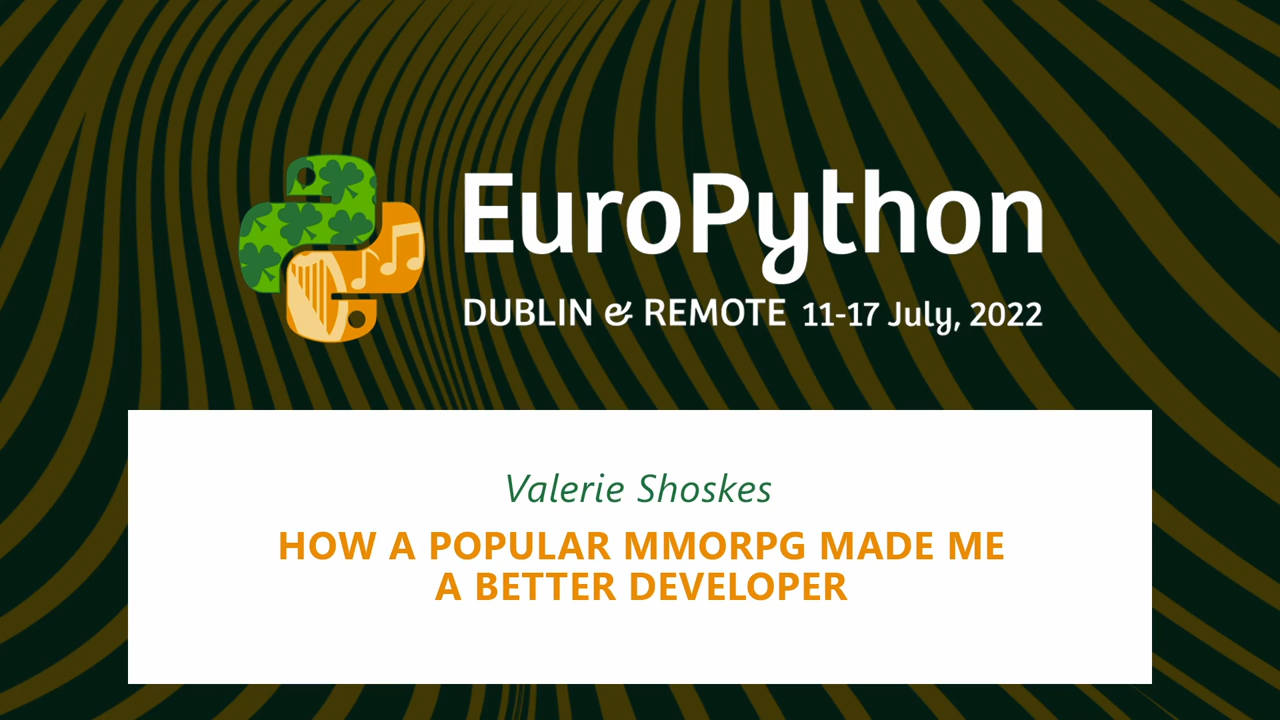 EuroPython
DUBLIN & REMOTE 11-17 July, 2022
Valerie Shoskes
HOW A POPULAR MMORPG MADE ME
A BETTER DEVELOPER